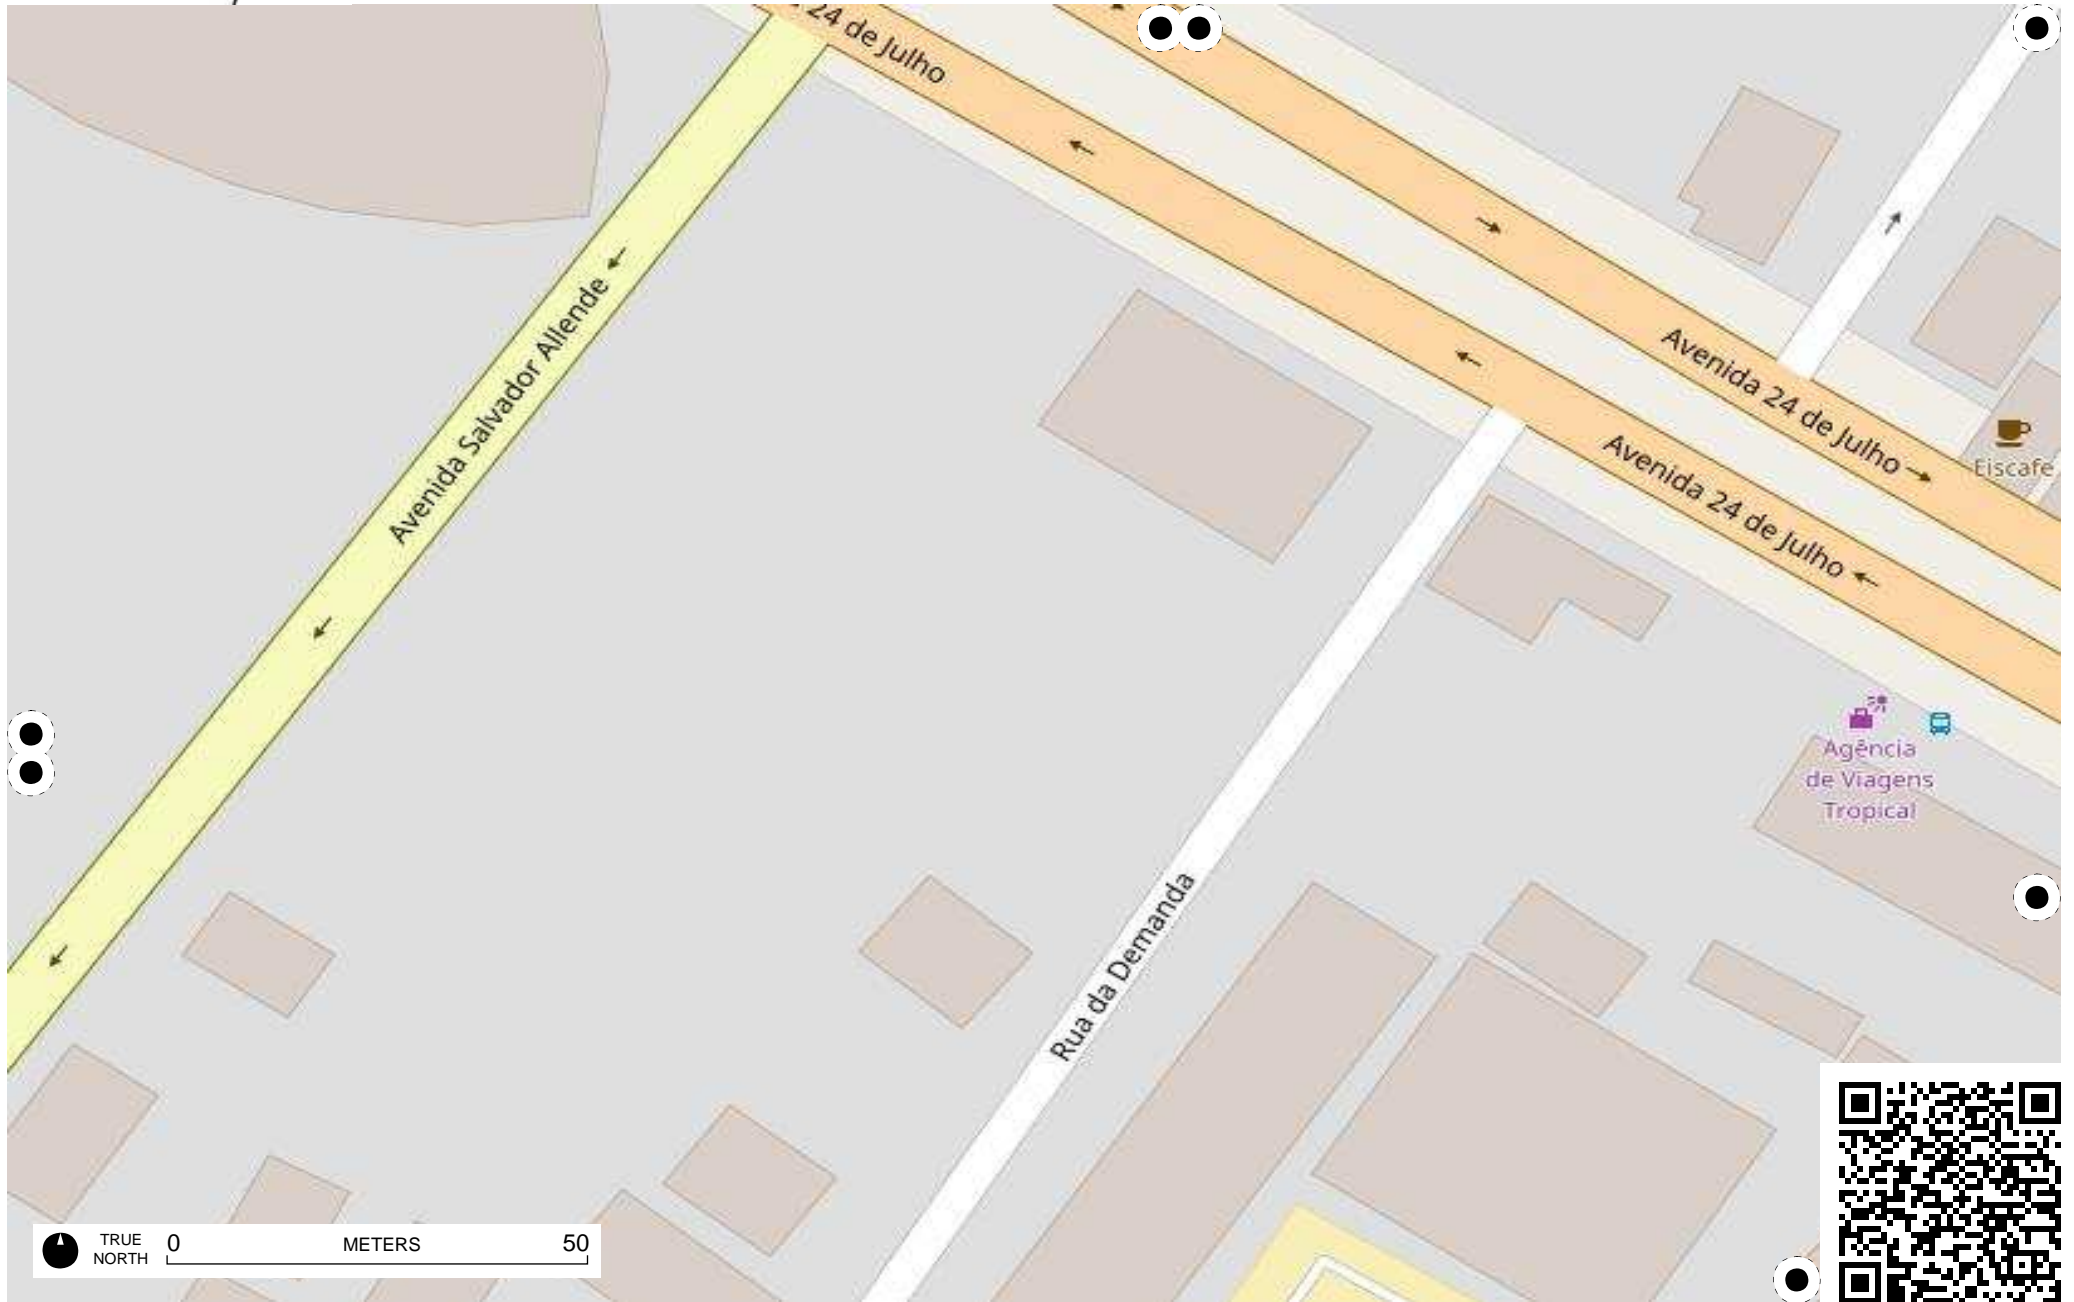 24 de Julho
Avenida Salvador Allende
Avenida 24 de Julho
Avenida 24 de Julho
Eiscafe
Agência
de Viagens
Tropical
Rua da Demanda
TRUE
NORTH
0 METERS 50